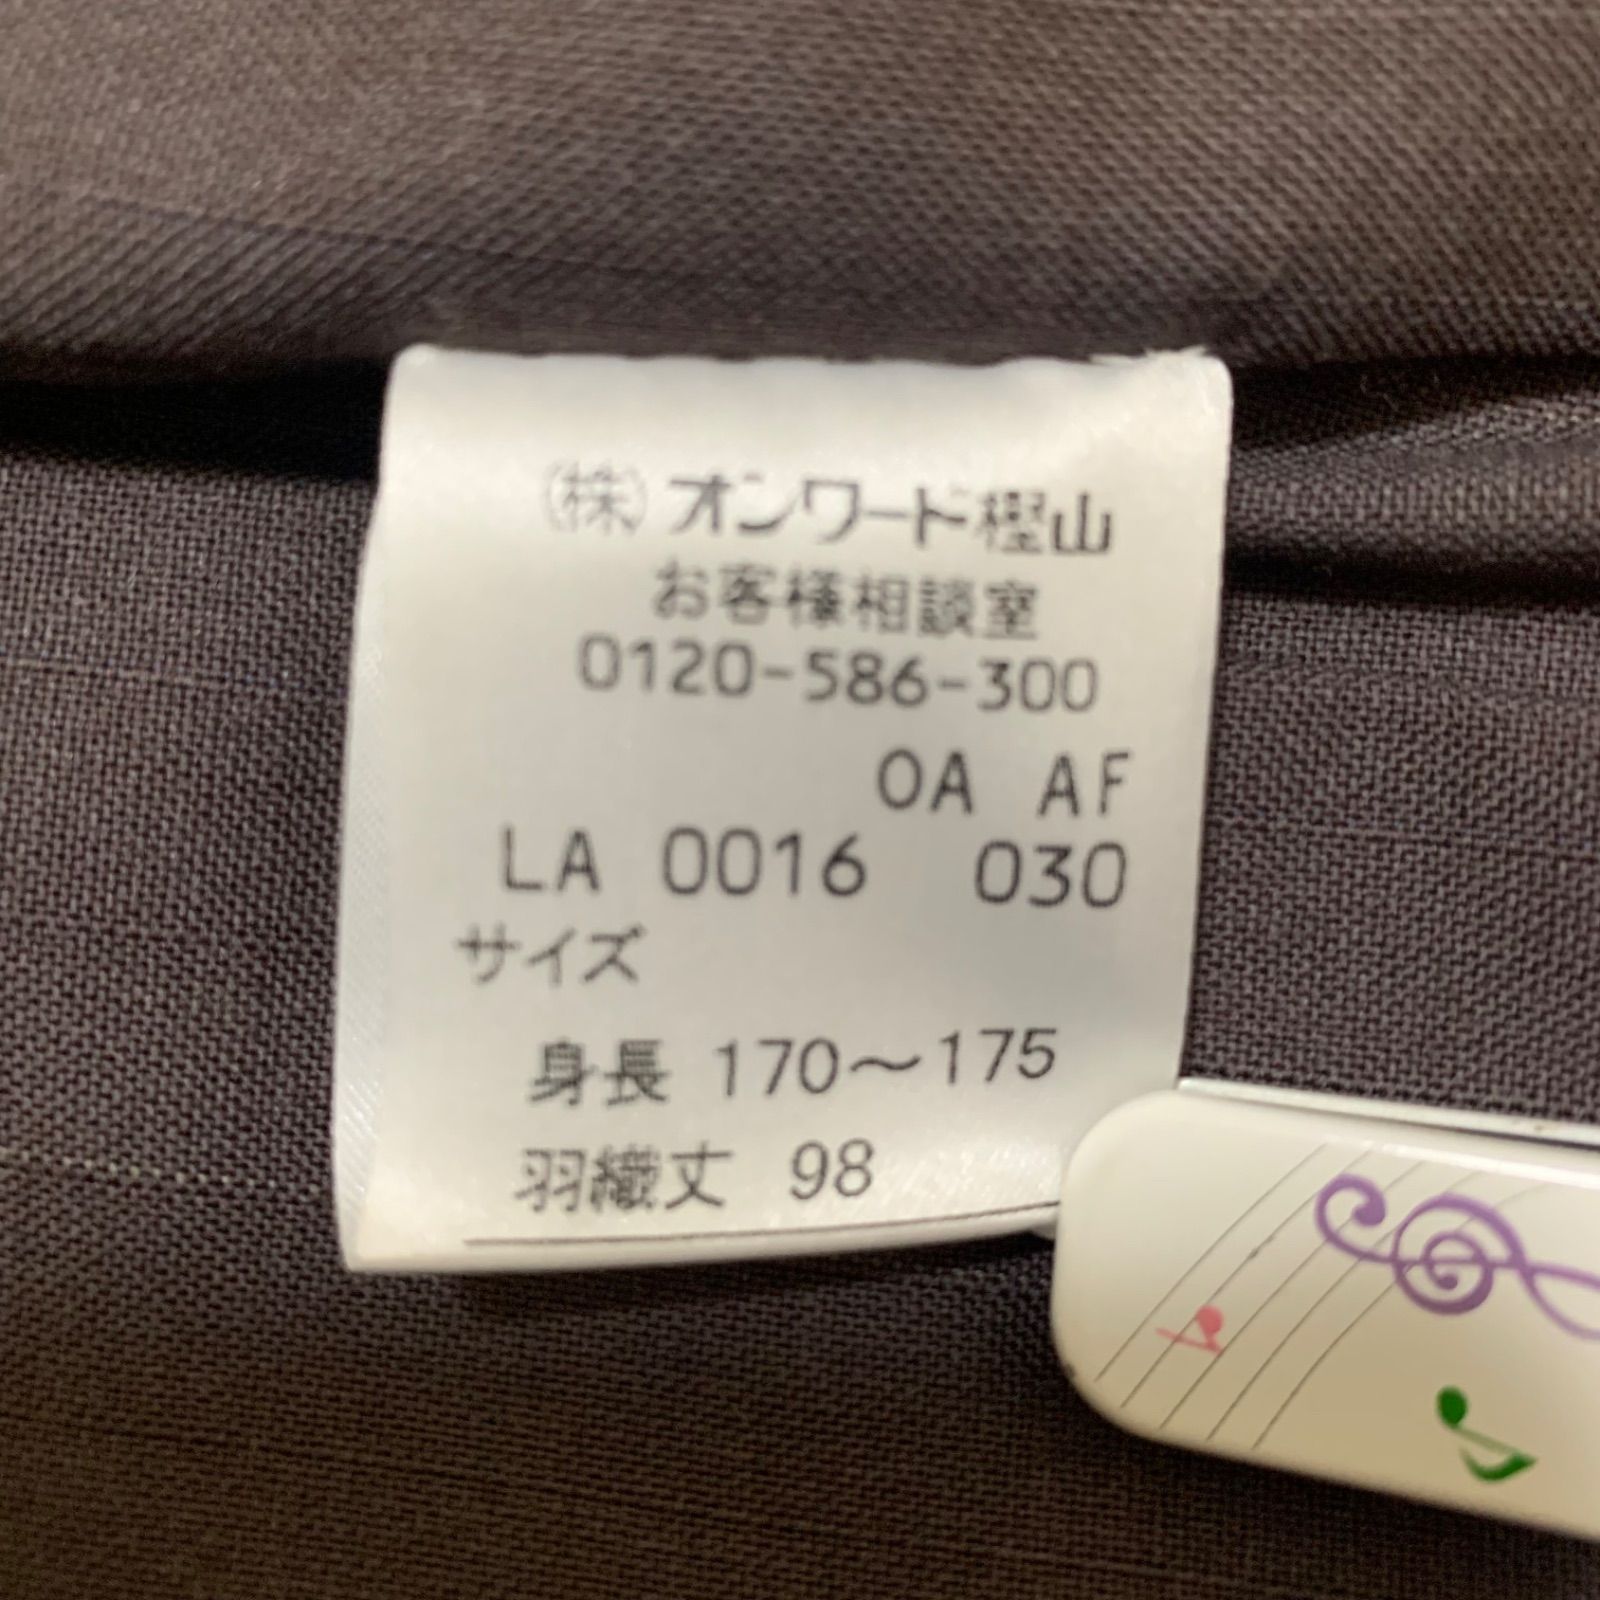 ㈱オンワード樫山
お客様相談室
0120-586-300
OA AF
LA 0016 030
サイズ
身長 170～175
羽織丈 98